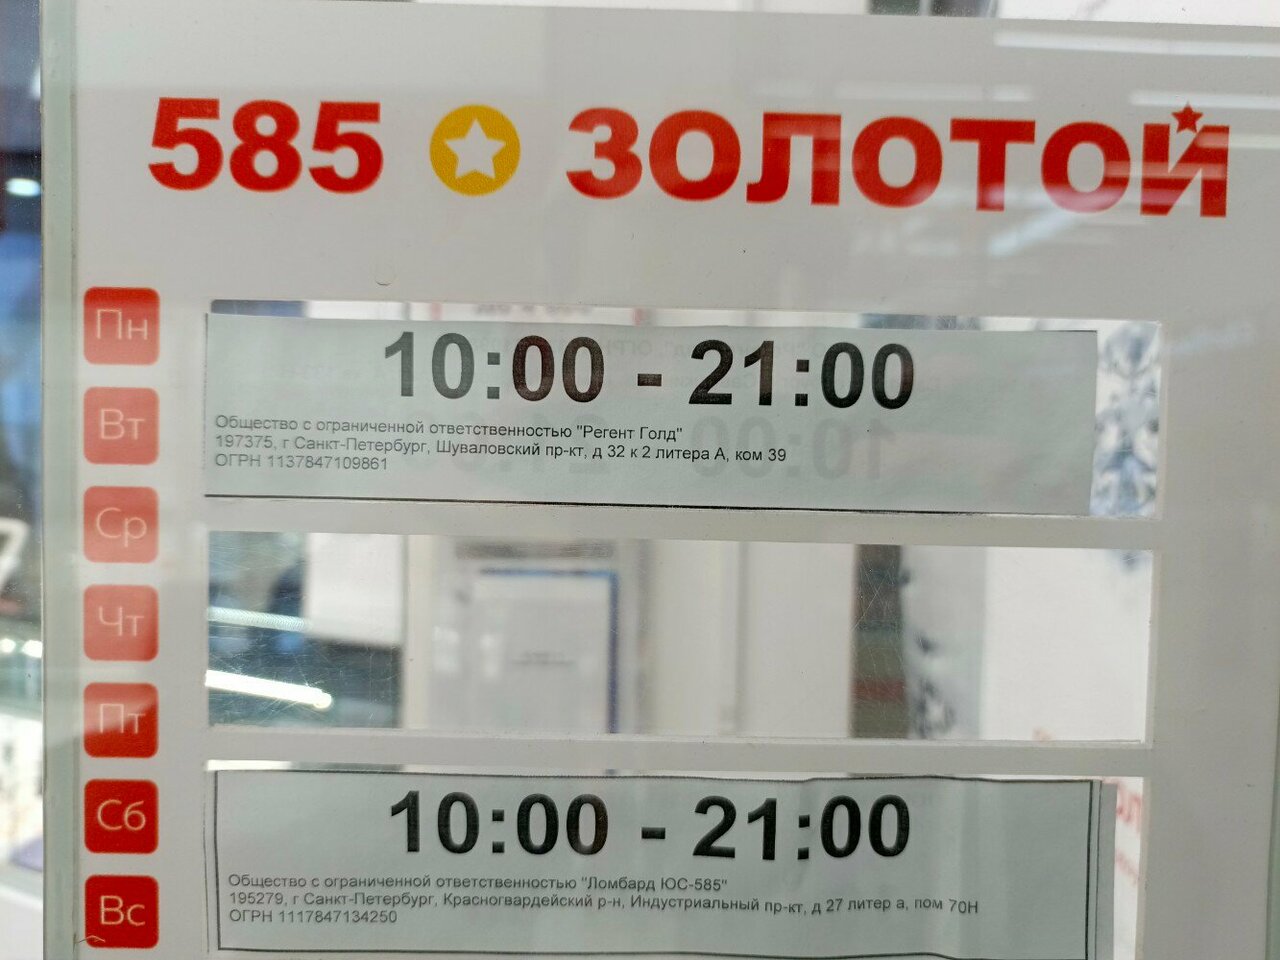 585 ЗОЛОТОЙ
Пн
Вт
Ср
Чт
Пт
Сб
Вс
10:00 - 21:00
Общество с ограниченной ответственностью "Регент Голд"
197375, г Санкт-Петербург, Шуваловский пр-кт, д 32 к 2 литера А, ком 39
ОГРН 1137847109861
10:00 - 21:00
Общество с ограниченной ответственностью "Ломбард ЮС-585"
195279, г Санкт-Петербург, Красногвардейский р-н, Индустриальный пр-кт, д 27 литер а, пом 70Н
ОГРН 1117847134250